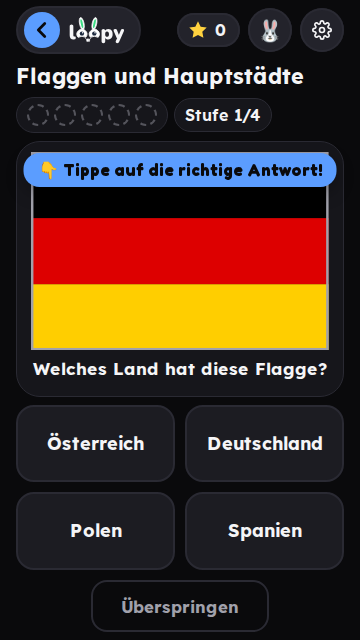 loopy
0
Flaggen und Hauptstädte
Stufe 1/4
👇 Tippe auf die richtige Antwort!
Welches Land hat diese Flagge?
Österreich
Deutschland
Polen
Spanien
Überspringen